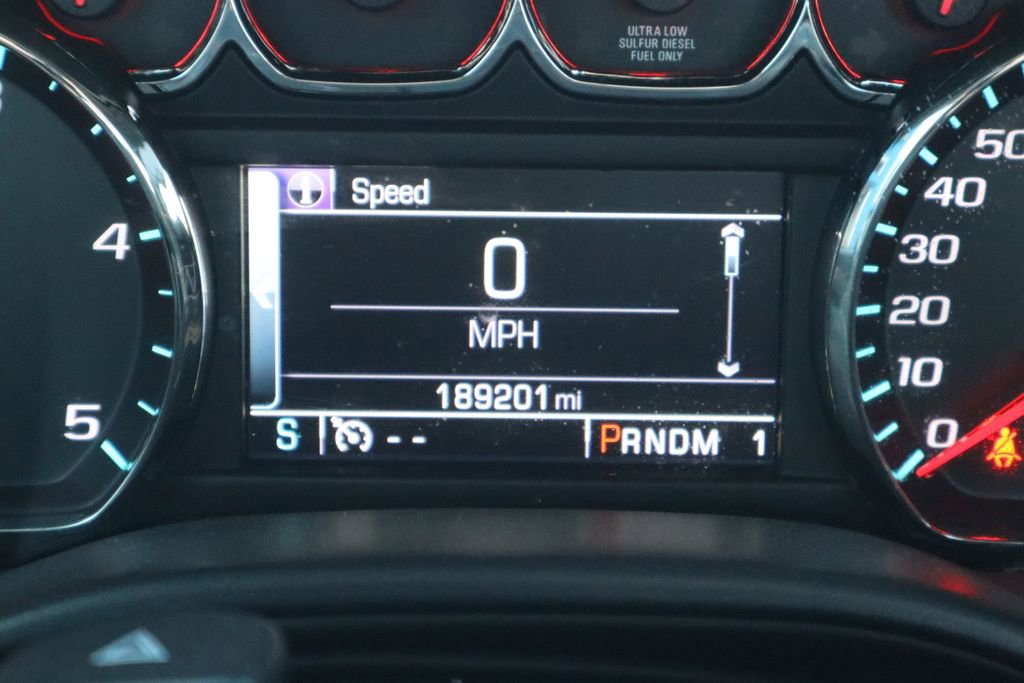 ULTRA LOW
SULFUR DIESEL
FUEL ONLY
Speed
0
MPH
189201 mi
S -- PRNDM 1
4
5
50
40
30
20
10
0